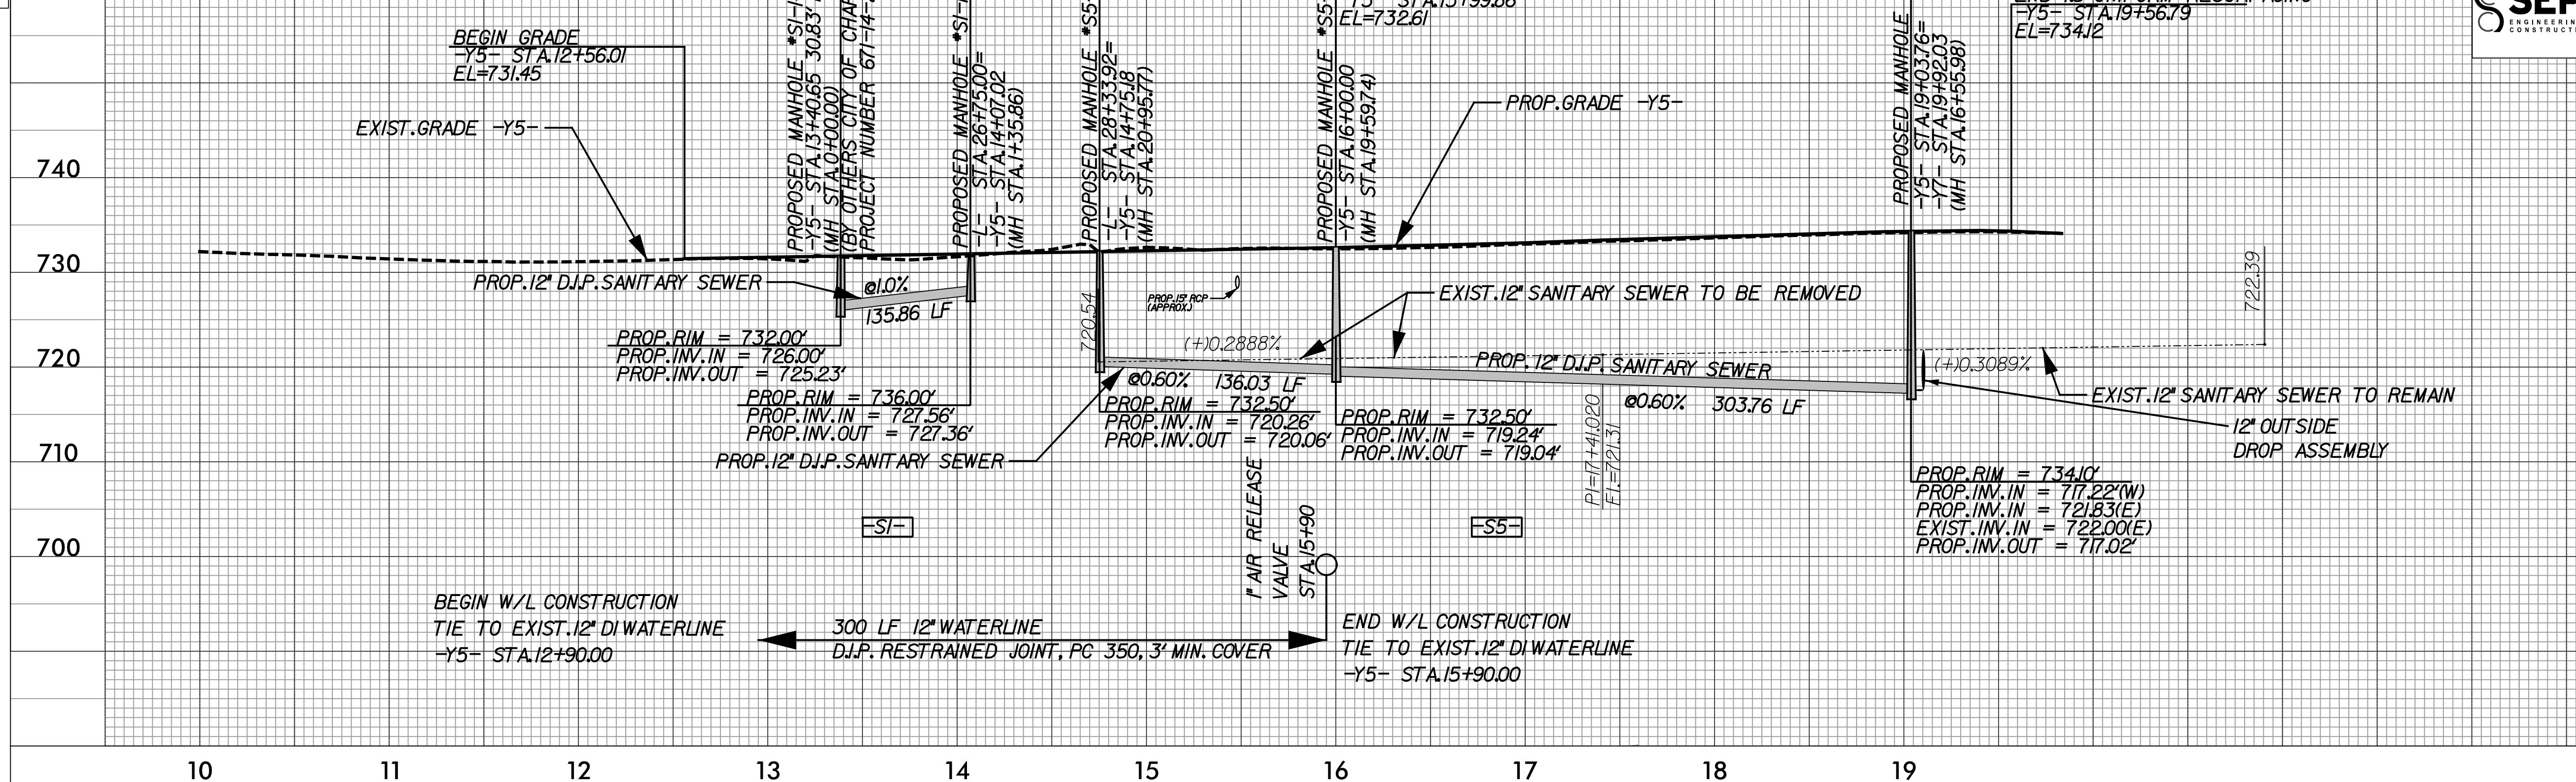 BEGIN GRADE
-Y5- STA.12+56.01
EL=731.45
EXIST.GRADE -Y5-
PROPOSED MANHOLE
-Y5- STA.13+40.65 30.83'
(MH STA.0+00.00)
(BY OTHERS CITY OF
PROJECT NUMBER
PROPOSED MANHOLE
-L- STA.26+75.00=
-Y5- STA.14+07.02
(MH STA.1+35.86)
PROPOSED MANHOLE
-L- STA.28+33.92=
-Y5- STA.14+75.18
(MH STA.20+95.77)
EL=732.61
PROPOSED MANHOLE
-Y5- STA.16+00.00
(MH STA.19+59.74)
PROP.GRADE -Y5-
PROPOSED MANHOLE
-Y5- STA.19+03.76=
-Y7- STA.19+92.03
(MH STA.16+55.98)
-Y5- STA.19+56.79
EL=734.12
740
730
720
710
700
PROP.12" D.I.P.SANITARY SEWER
@1.0%
135.86 LF
PROP.RIM = 732.00'
PROP.INV.IN = 726.00'
PROP.INV.OUT = 725.23'
PROP.RIM = 736.00'
PROP.INV.IN = 727.56'
PROP.INV.OUT = 727.36'
PROP.12" D.I.P.SANITARY SEWER
720.54
PROP.15" RCP
(APPROX.)
(+)0.2888%
EXIST.12" SANITARY SEWER TO BE REMOVED
@0.60% 136.03 LF
PROP.RIM = 732.50'
PROP.INV.IN = 720.26'
PROP.INV.OUT = 720.06'
PROP.12" D.I.P. SANITARY SEWER
@0.60% 303.76 LF
PROP.RIM = 732.50'
PROP.INV.IN = 719.24'
PROP.INV.OUT = 719.04'
PI=17+41.020
El.=721.31
722.39
(+)0.3089%
EXIST.12" SANITARY SEWER TO REMAIN
12" OUTSIDE
DROP ASSEMBLY
PROP.RIM = 734.10'
PROP.INV.IN = 717.22'(W)
PROP.INV.IN = 721.83(E)
EXIST.INV.IN = 722.00(E)
PROP.INV.OUT = 717.02'
-S1-
-S5-
1" AIR RELEASE
VALVE
STA.15+90
BEGIN W/L CONSTRUCTION
TIE TO EXIST.12" DI WATERLINE
-Y5- STA.12+90.00
300 LF 12" WATERLINE
D.I.P. RESTRAINED JOINT, PC 350, 3' MIN. COVER
END W/L CONSTRUCTION
TIE TO EXIST.12" DI WATERLINE
-Y5- STA.15+90.00
10 11 12 13 14 15 16 17 18 19